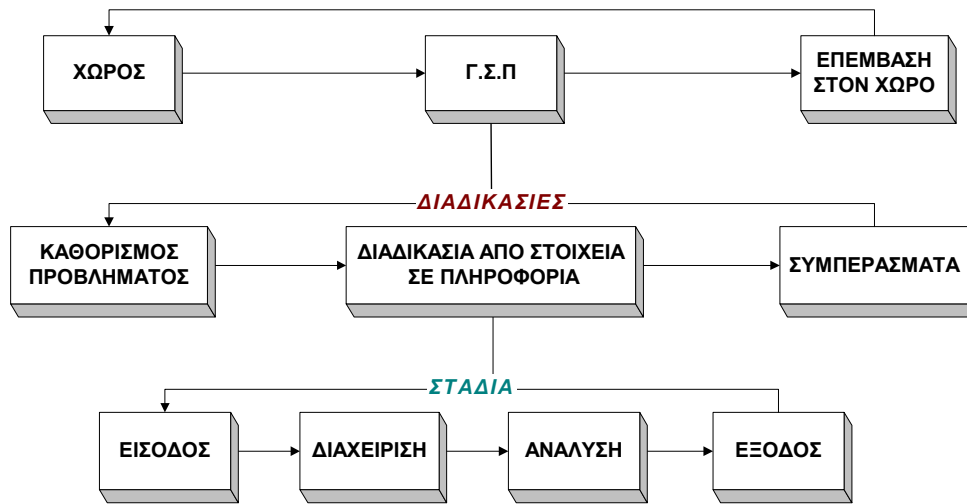 ΧΩΡΟΣ
Γ.Σ.Π
ΕΠΕΜΒΑΣΗ
ΣΤΟΝ ΧΩΡΟ
ΔΙΑΔΙΚΑΣΙΕΣ
ΚΑΘΟΡΙΣΜΟΣ
ΠΡΟΒΛΗΜΑΤΟΣ
ΔΙΑΔΙΚΑΣΙΑ ΑΠΟ ΣΤΟΙΧΕΙΑ
ΣΕ ΠΛΗΡΟΦΟΡΙΑ
ΣΥΜΠΕΡΑΣΜΑΤΑ
ΣΤΑΔΙΑ
ΕΙΣΟΔΟΣ
ΔΙΑΧΕΙΡΙΣΗ
ΑΝΑΛΥΣΗ
ΕΞΟΔΟΣ